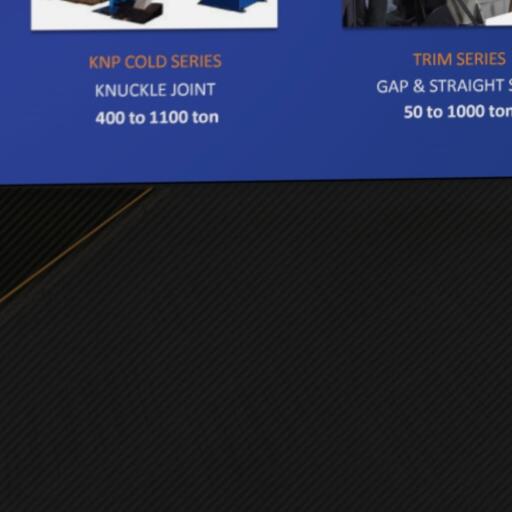 KNP COLD SERIES
KNUCKLE JOINT
400 to 1100 ton
TRIM SERIES
GAP & STRAIGHT
50 to 1000 ton